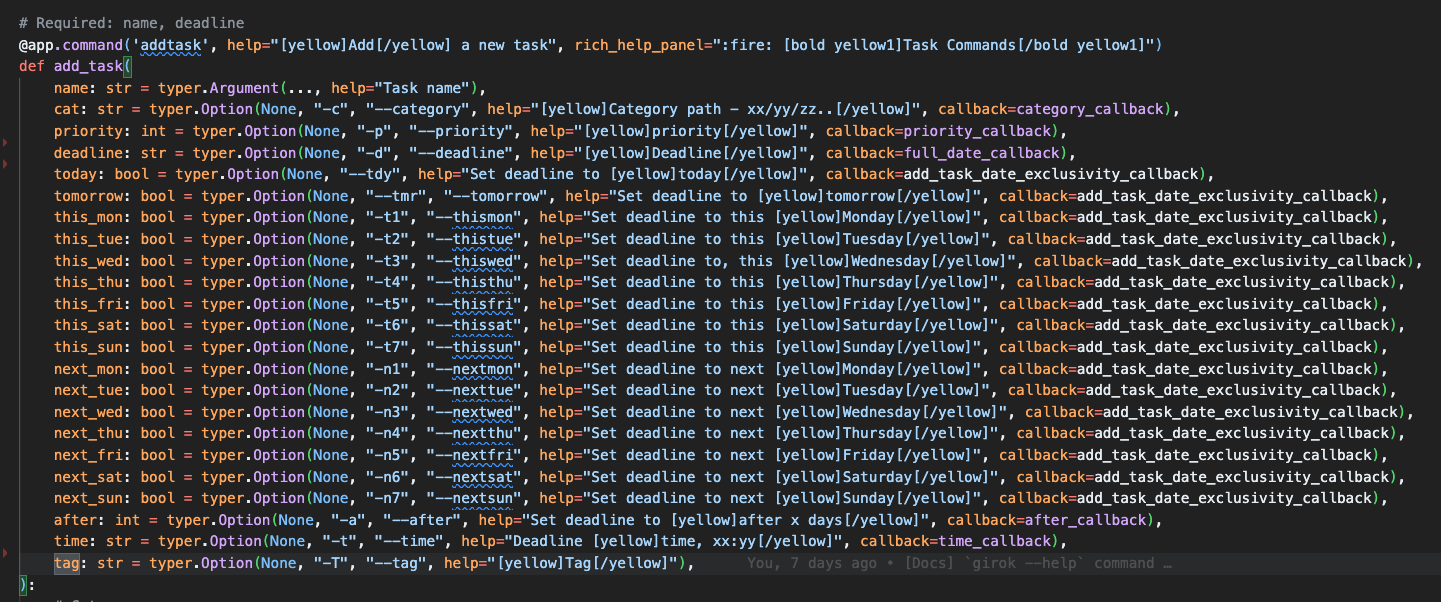 # Required: name, deadline
@app.command('addtask', help="[yellow]Add[/yellow] a new task", rich_help_panel=":fire: [bold yellow1]Task Commands[/bold yellow1]")
def add_task(
name: str = typer.Argument(..., help="Task name"),
cat: str = typer.Option(None, "-c", "--category", help="[yellow]Category path - xx/yy/zz..[/yellow]", callback=category_callback),
priority: int = typer.Option(None, "-p", "--priority", help="[yellow]priority[/yellow]", callback=priority_callback),
deadline: str = typer.Option(None, "-d", "--deadline", help="[yellow]Deadline[/yellow]", callback=full_date_callback),
today: bool = typer.Option(None, "--tdy", help="Set deadline to [yellow]today[/yellow]", callback=add_task_date_exclusivity_callback),
tomorrow: bool = typer.Option(None, "--tmr", "--tomorrow", help="Set deadline to [yellow]tomorrow[/yellow]", callback=add_task_date_exclusivity_callback),
this_mon: bool = typer.Option(None, "-t1", "--thismon", help="Set deadline to this [yellow]Monday[/yellow]", callback=add_task_date_exclusivity_callback),
this_tue: bool = typer.Option(None, "-t2", "--thistue", help="Set deadline to this [yellow]Tuesday[/yellow]", callback=add_task_date_exclusivity_callback),
this_wed: bool = typer.Option(None, "-t3", "--thiswed", help="Set deadline to, this [yellow]Wednesday[/yellow]", callback=add_task_date_exclusivity_callback),
this_thu: bool = typer.Option(None, "-t4", "--thisthu", help="Set deadline to this [yellow]Thursday[/yellow]", callback=add_task_date_exclusivity_callback),
this_fri: bool = typer.Option(None, "-t5", "--thisfri", help="Set deadline to this [yellow]Friday[/yellow]", callback=add_task_date_exclusivity_callback),
this_sat: bool = typer.Option(None, "-t6", "--thissat", help="Set deadline to this [yellow]Saturday[/yellow]", callback=add_task_date_exclusivity_callback),
this_sun: bool = typer.Option(None, "-t7", "--thissun", help="Set deadline to this [yellow]Sunday[/yellow]", callback=add_task_date_exclusivity_callback),
next_mon: bool = typer.Option(None, "-n1", "--nextmon", help="Set deadline to next [yellow]Monday[/yellow]", callback=add_task_date_exclusivity_callback),
next_tue: bool = typer.Option(None, "-n2", "--nexttue", help="Set deadline to next [yellow]Tuesday[/yellow]", callback=add_task_date_exclusivity_callback),
next_wed: bool = typer.Option(None, "-n3", "--nextwed", help="Set deadline to next [yellow]Wednesday[/yellow]", callback=add_task_date_exclusivity_callback),
next_thu: bool = typer.Option(None, "-n4", "--nextthu", help="Set deadline to next [yellow]Thursday[/yellow]", callback=add_task_date_exclusivity_callback),
next_fri: bool = typer.Option(None, "-n5", "--nextfri", help="Set deadline to next [yellow]Friday[/yellow]", callback=add_task_date_exclusivity_callback),
next_sat: bool = typer.Option(None, "-n6", "--nextsat", help="Set deadline to next [yellow]Saturday[/yellow]", callback=add_task_date_exclusivity_callback),
next_sun: bool = typer.Option(None, "-n7", "--nextsun", help="Set deadline to next [yellow]Sunday[/yellow]", callback=add_task_date_exclusivity_callback),
after: int = typer.Option(None, "-a", "--after", help="Set deadline to [yellow]after x days[/yellow]", callback=after_callback),
time: str = typer.Option(None, "-t", "--time", help="Deadline [yellow]time, xx:yy[/yellow]", callback=time_callback),
tag: str = typer.Option(None, "-T", "--tag", help="[yellow]Tag[/yellow]"), You, 7 days ago • [Docs] `girok --help` command …
):